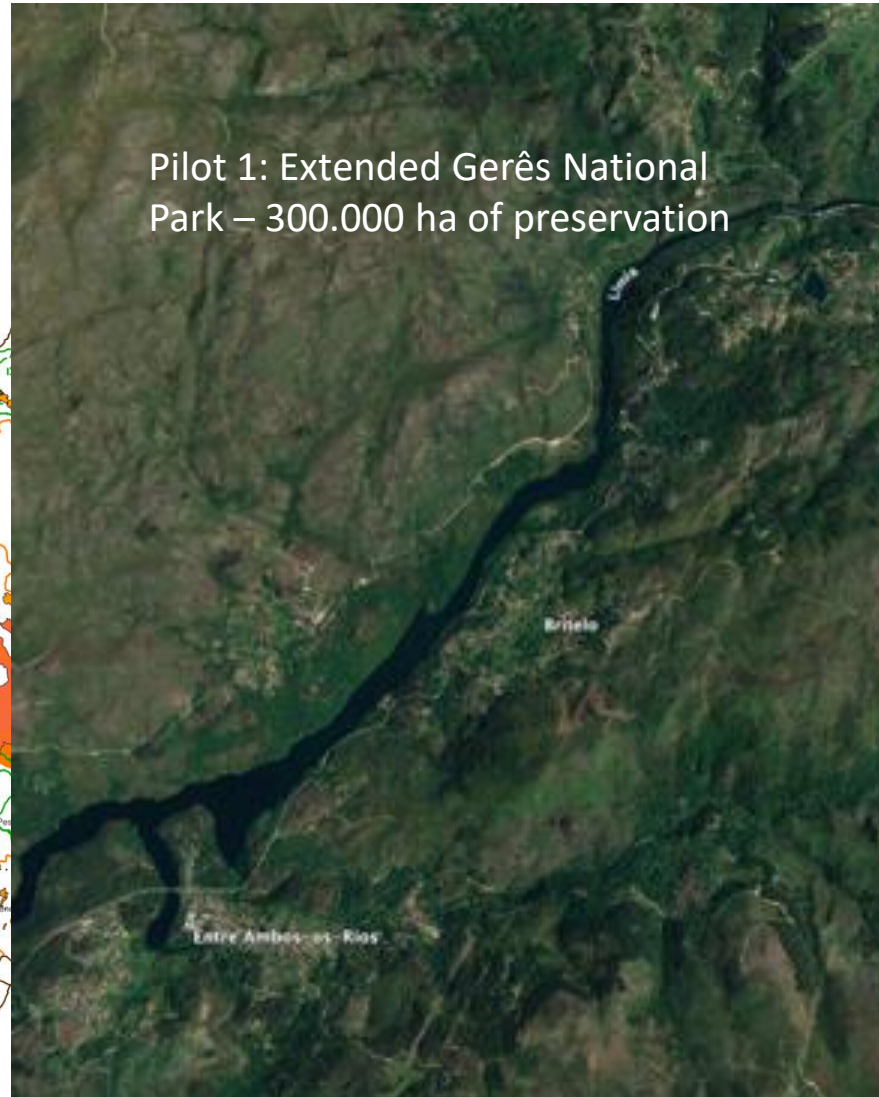 Pilot 1: Extended Gerês National
Park – 300.000 ha of preservation
Lima
Britelo
Entre Ambos-os-Rios